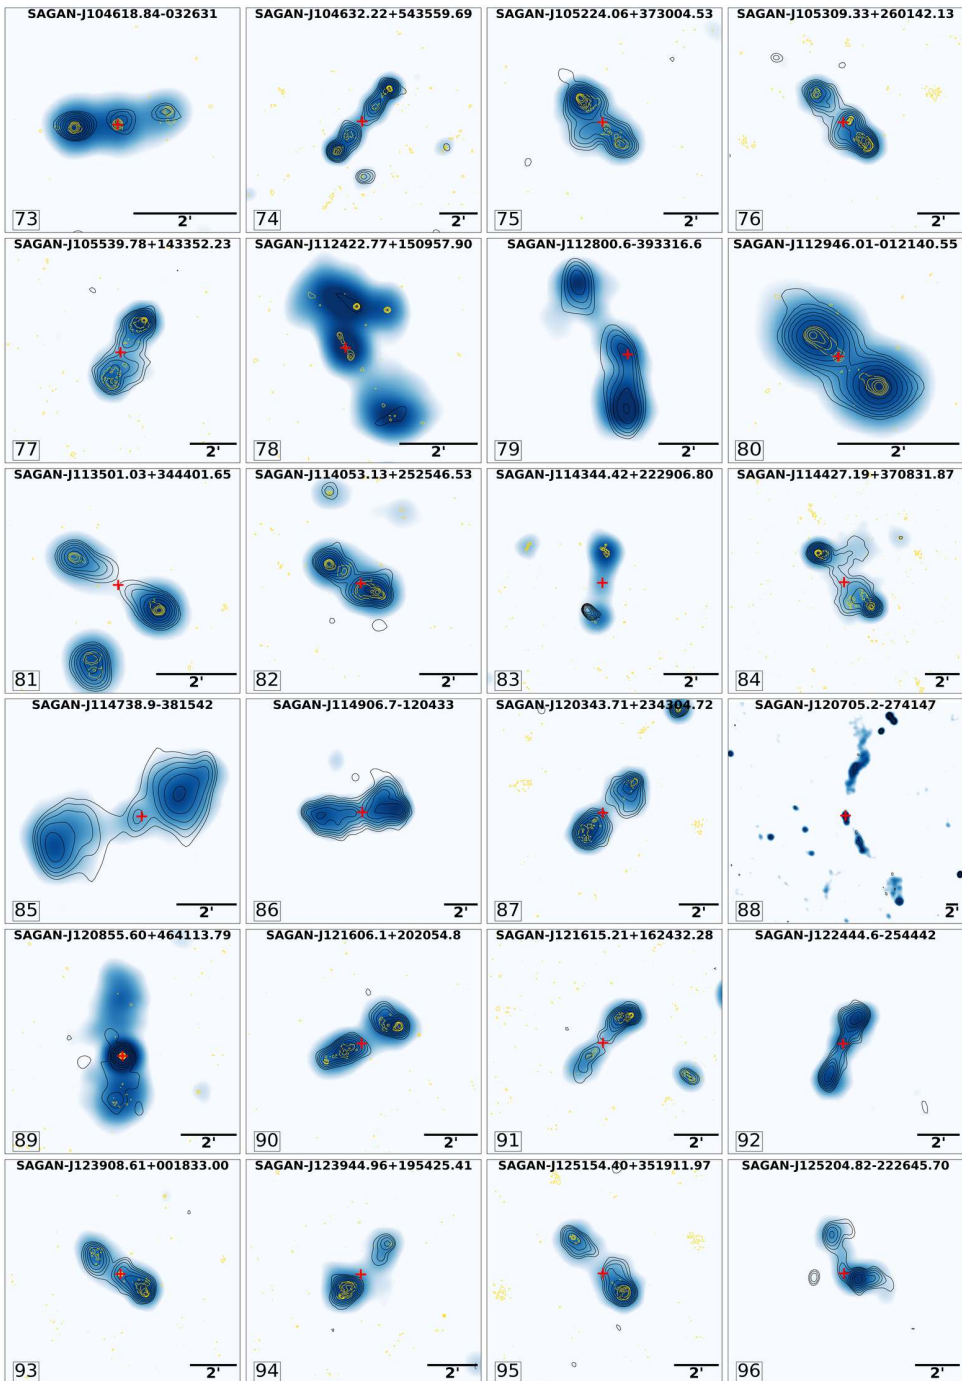 SAGAN-J104618.84-032631
SAGAN-J104632.22+543559.69
SAGAN-J105224.06+373004.53
SAGAN-J105309.33+260142.13
73
2'
74
2'
75
2'
76
2'
SAGAN-J105539.78+143352.23
SAGAN-J112422.77+150957.90
SAGAN-J112800.6-393316.6
SAGAN-J112946.01-012140.55
77
2'
78
2'
79
2'
80
2'
SAGAN-J113501.03+344401.65
SAGAN-J114053.13+252546.53
SAGAN-J114344.42+222906.80
SAGAN-J114427.19+370831.87
81
2'
82
2'
83
2'
84
2'
SAGAN-J114738.9-381542
SAGAN-J114906.7-120433
SAGAN-J120343.71+234304.72
SAGAN-J120705.2-274147
85
2'
86
2'
87
2'
88
2'
SAGAN-J120855.60+464113.79
SAGAN-J121606.1+202054.8
SAGAN-J121615.21+162432.28
SAGAN-J122444.6-254442
89
2'
90
2'
91
2'
92
2'
SAGAN-J123908.61+001833.00
SAGAN-J123944.96+195425.41
SAGAN-J125154.40+351911.97
SAGAN-J125204.82-222645.70
93
2'
94
2'
95
2'
96
2'